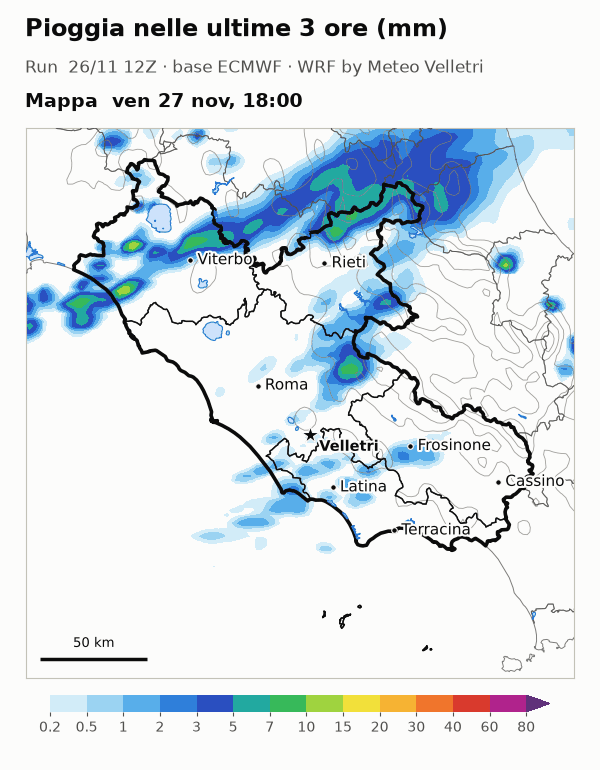 Pioggia nelle ultime 3 ore (mm)
Run  26/11 12Z · base ECMWF · WRF by Meteo Velletri
Mappa  ven 27 nov, 18:00
Viterbo
Rieti
Roma
Velletri
Frosinone
Cassino
Latina
Terracina
50 km
0.2 0.5 1 2 3 5 7 10 15 20 30 40 60 80